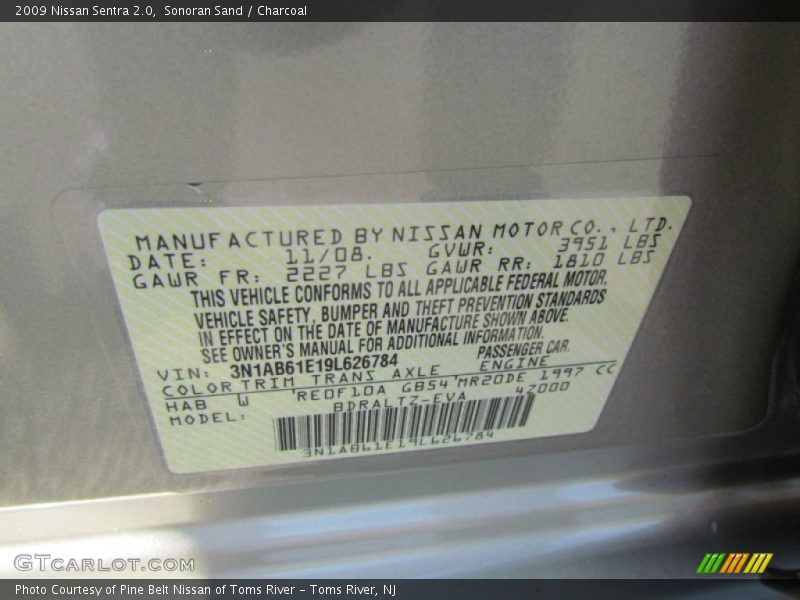 2009 Nissan Sentra 2.0, Sonoran Sand / Charcoal
MANUFACTURED BY NISSAN MOTOR CO., LTD.
DATE: 11/08. GVWR: 3951 LBS
GAWR FR: 2227 LBS GAWR RR: 1810 LBS
THIS VEHICLE CONFORMS TO ALL APPLICABLE FEDERAL MOTOR,
VEHICLE SAFETY, BUMPER AND THEFT PREVENTION STANDARDS
IN EFFECT ON THE DATE OF MANUFACTURE SHOWN ABOVE.
SEE OWNER'S MANUAL FOR ADDITIONAL INFORMATION.
VIN: 3N1AB61E19L626784 PASSENGER CAR.
COLOR TRIM TRANS AXLE ENGINE
HAB W RE0F10A GB54 MR20DE 1997 CC
MODEL: BDRALTZ-EVA 4Z000
3N1AB61E19L626784
GTCARLOT.COM
Photo Courtesy of Pine Belt Nissan of Toms River – Toms River, NJ